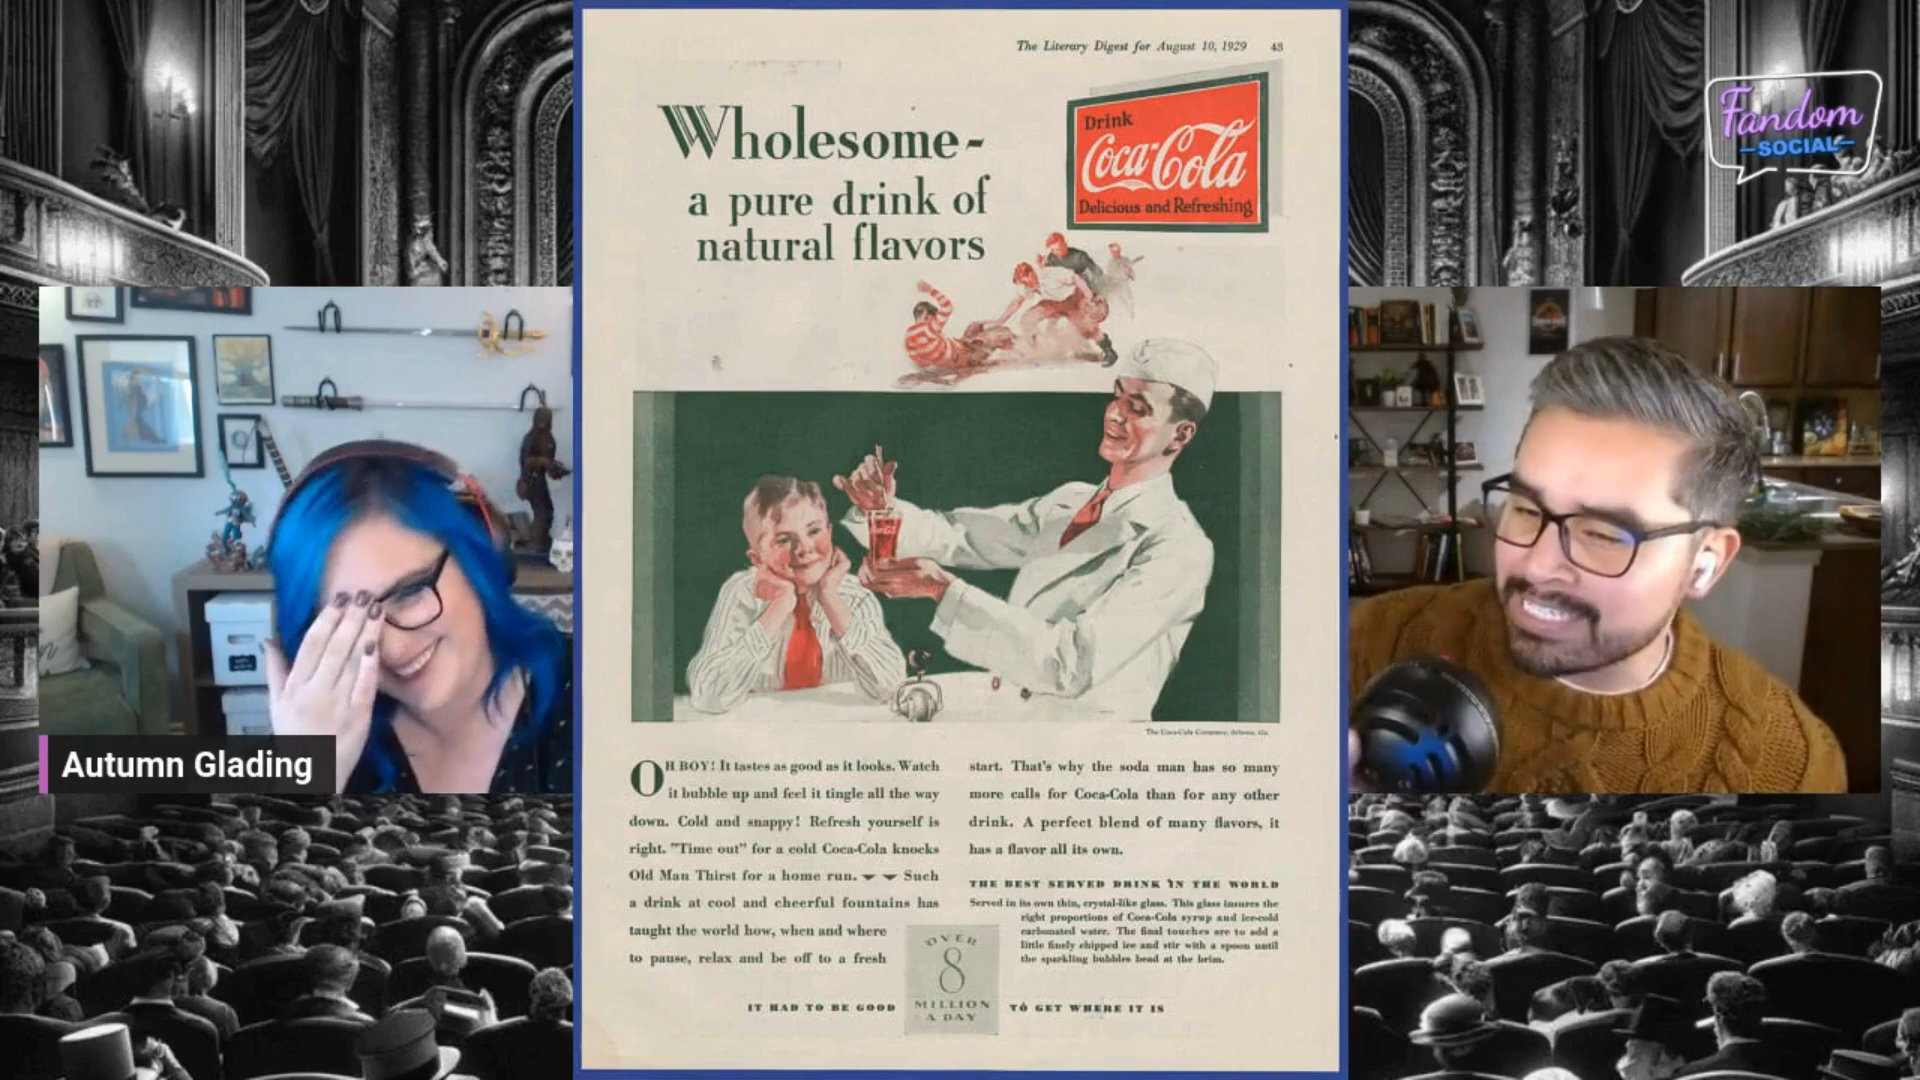 The Literary Digest for August 10, 1929 43
Wholesome-
a pure drink of
natural flavors
Drink
Coca-Cola
Delicious and Refreshing
Fandom
SOCIAL
Autumn Glading
The Coca-Cola Company, Atlanta, Ga.
OH BOY! It tastes as good as it looks. Watch
it bubble up and feel it tingle all the way
down. Cold and snappy! Refresh yourself is
right. "Time out" for a cold Coca-Cola knocks
Old Man Thirst for a home run. Such
a drink at cool and cheerful fountains has
taught the world how, when and where
to pause, relax and be off to a fresh
start. That's why the soda man has so many
more calls for Coca-Cola than for any other
drink. A perfect blend of many flavors, it
has a flavor all its own.
THE BEST SERVED DRINK IN THE WORLD
Served in its own thin, crystal-like glass. This glass insures the
right proportions of Coca-Cola syrup and ice-cold
carbonated water. The final touches are to add a
little finely chipped ice and stir with a spoon until
the sparkling bubbles bead at the brim.
OVER
8
MILLION
A DAY
IT HAD TO BE GOOD TO GET WHERE IT IS